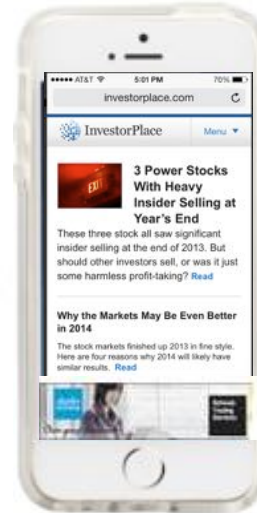 AT&T 5:01 PM 70%
investorplace.com
InvestorPlace Menu
EXIT
3 Power Stocks
With Heavy
Insider Selling at
Year's End
These three stock all saw significant
insider selling at the end of 2013. But
should other investors sell, or was it just
some harmless profit-taking? Read
Why the Markets May Be Even Better
in 2014
The stock markets finished up 2013 in fine style.
Here are four reasons why 2014 will likely have
similar results. Read